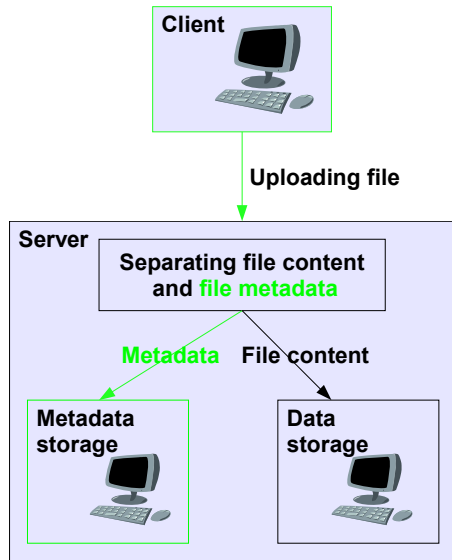 Client
Uploading file
Server
Separating file content
and file metadata
Metadata
File content
Metadata
storage
Data
storage